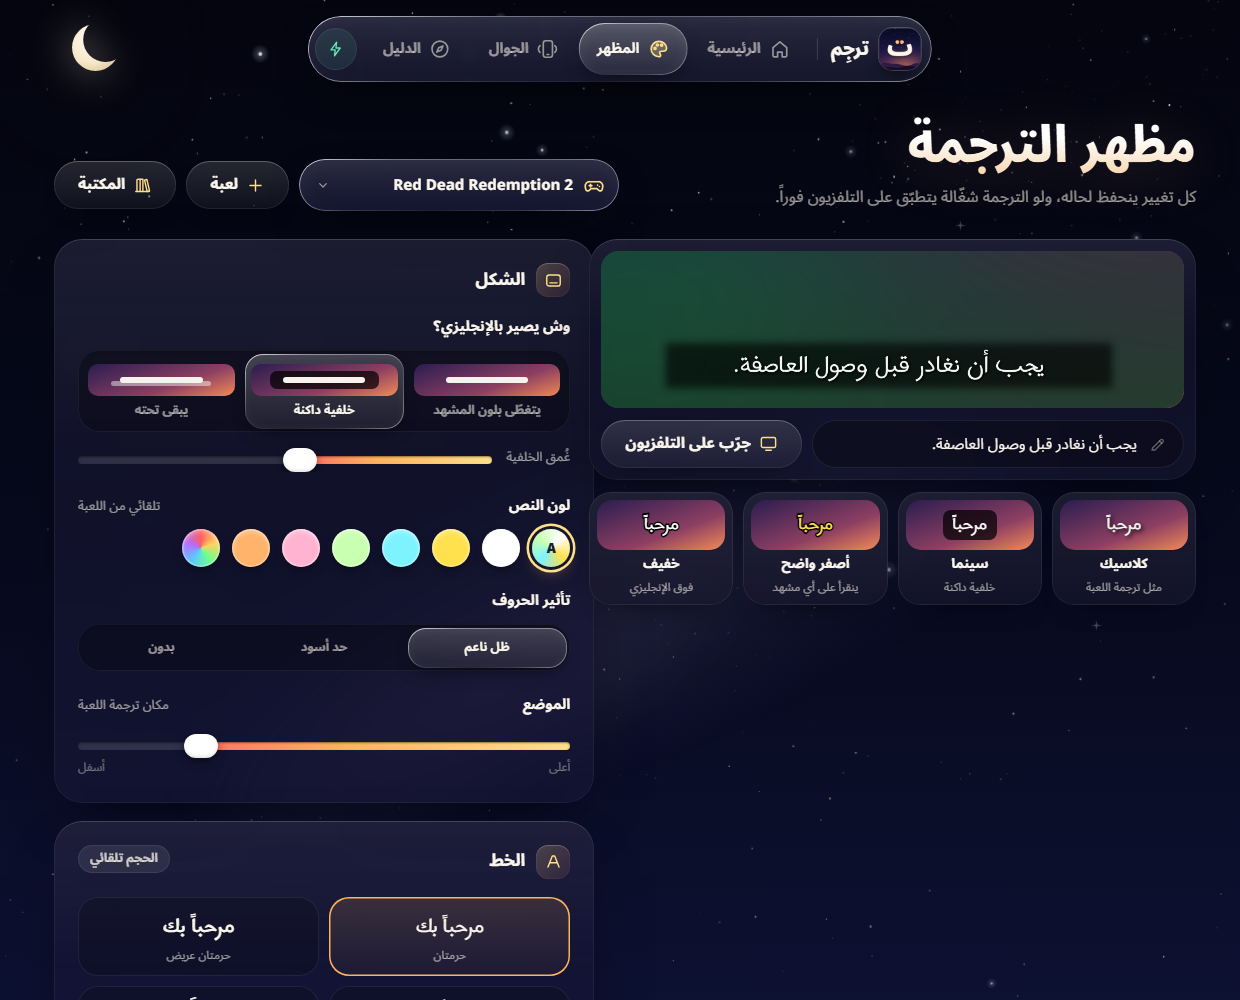 ت ترجِم
الرئيسية
المظهر
الجوال
الدليل
مظهر الترجمة
كل تغيير ينحفظ لحاله، ولو الترجمة شغّالة يتطبّق على التلفزيون فوراً.
Red Dead Redemption 2
لعبة
المكتبة
يجب أن نغادر قبل وصول العاصفة.
يجب أن نغادر قبل وصول العاصفة.
جرّب على التلفزيون
مرحباً
كلاسيك
مثل ترجمة اللعبة
مرحباً
سينما
خلفية داكنة
مرحباً
أصفر واضح
ينقرأ على أي مشهد
مرحباً
خفيف
فوق الإنجليزي
الشكل
وش يصير بالإنجليزي؟
يتغطّى بلون المشهد
خلفية داكنة
يبقى تحته
عُمق الخلفية
لون النص
تلقائي من اللعبة
A
تأثير الحروف
ظل ناعم
حد أسود
بدون
الموضع
مكان ترجمة اللعبة
أعلى
أسفل
الخط
الحجم تلقائي
مرحباً بك
حرمتان
مرحباً بك
حرمتان عريض